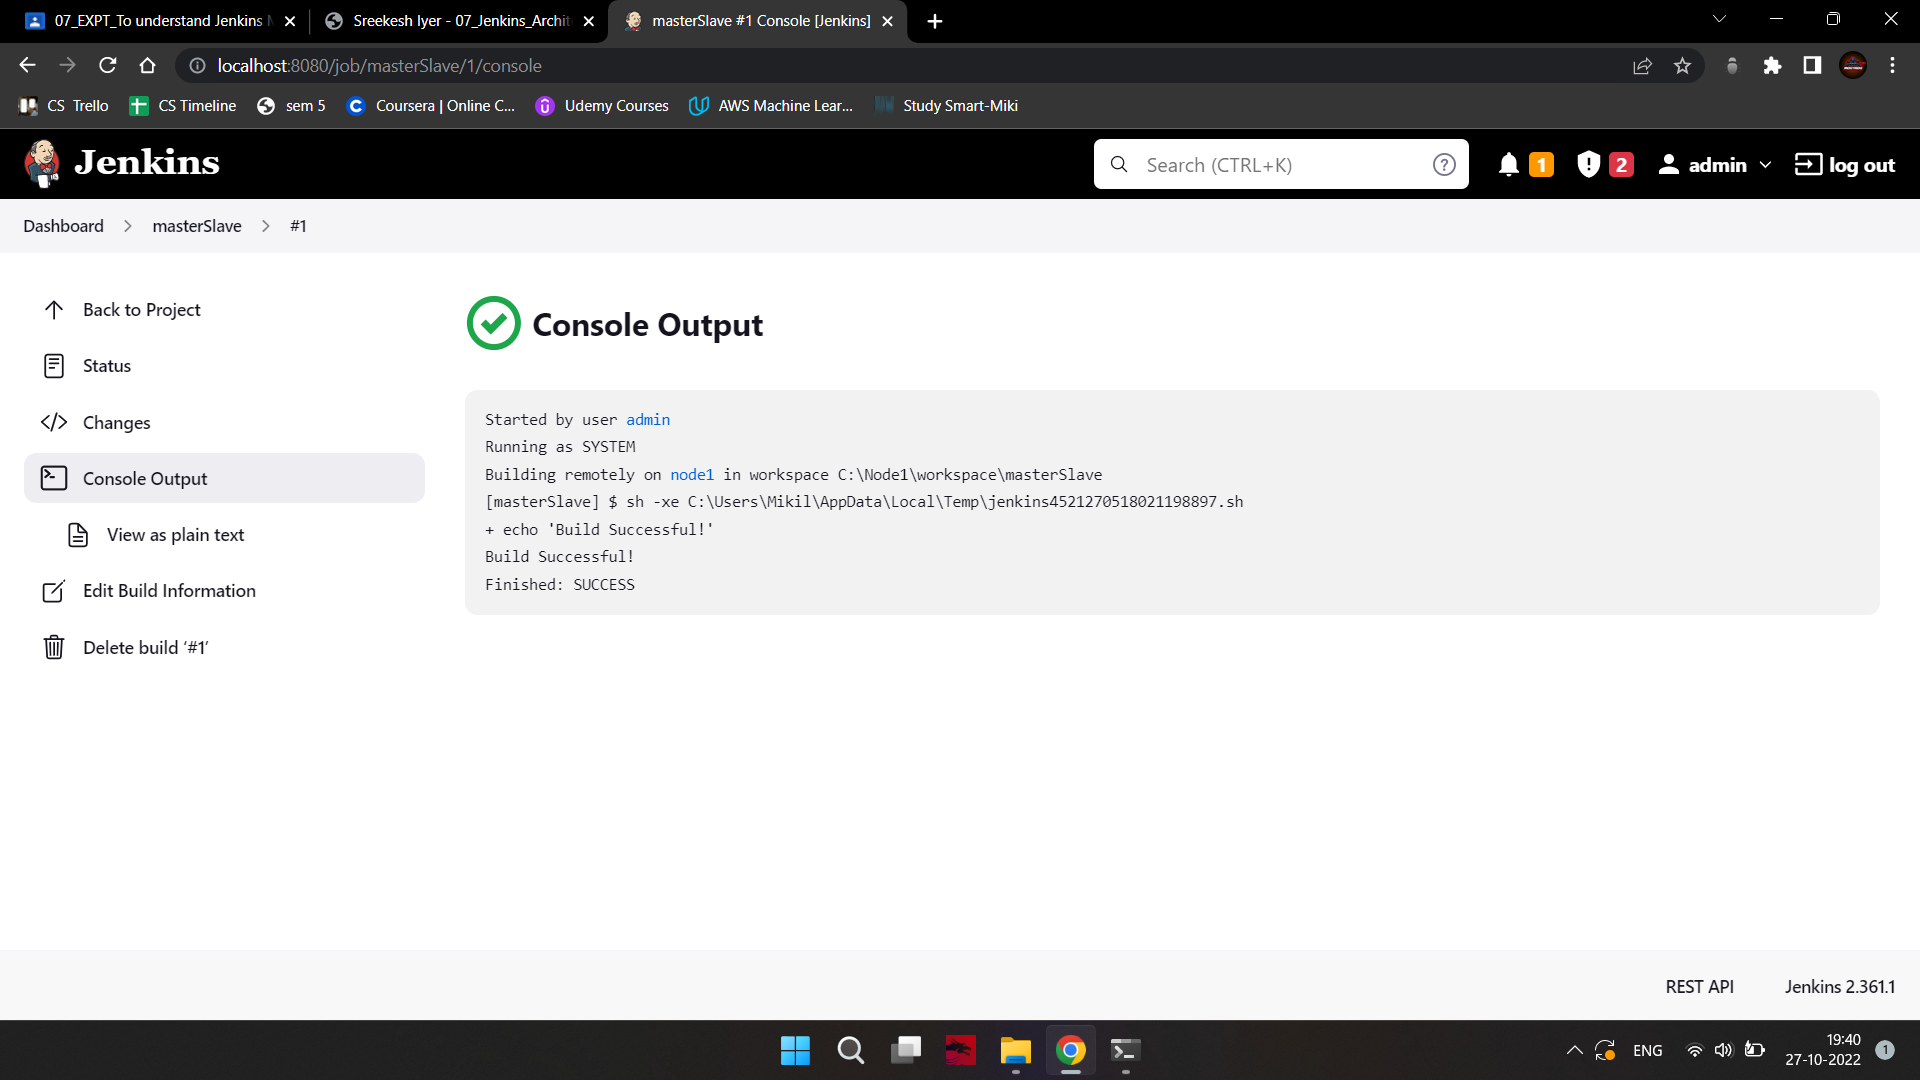 07_EXPT_To understand Jenkins
Sreekesh Iyer - 07_Jenkins_Archit
masterSlave #1 Console [Jenkins]
localhost:8080/job/masterSlave/1/console
CS Trello
CS Timeline
sem 5
Coursera | Online C...
Udemy Courses
AWS Machine Lear...
Study Smart-Miki
Jenkins
Search (CTRL+K)
1
2
admin
log out
Dashboard
masterSlave
#1
Back to Project
Status
Changes
Console Output
View as plain text
Edit Build Information
Delete build ‘#1’
Console Output
Started by user admin
Running as SYSTEM
Building remotely on node1 in workspace C:\Node1\workspace\masterSlave
[masterSlave] $ sh -xe C:\Users\Mikil\AppData\Local\Temp\jenkins4521270518021198897.sh
+ echo 'Build Successful!'
Build Successful!
Finished: SUCCESS
REST API
Jenkins 2.361.1
ENG
19:40
27-10-2022
1